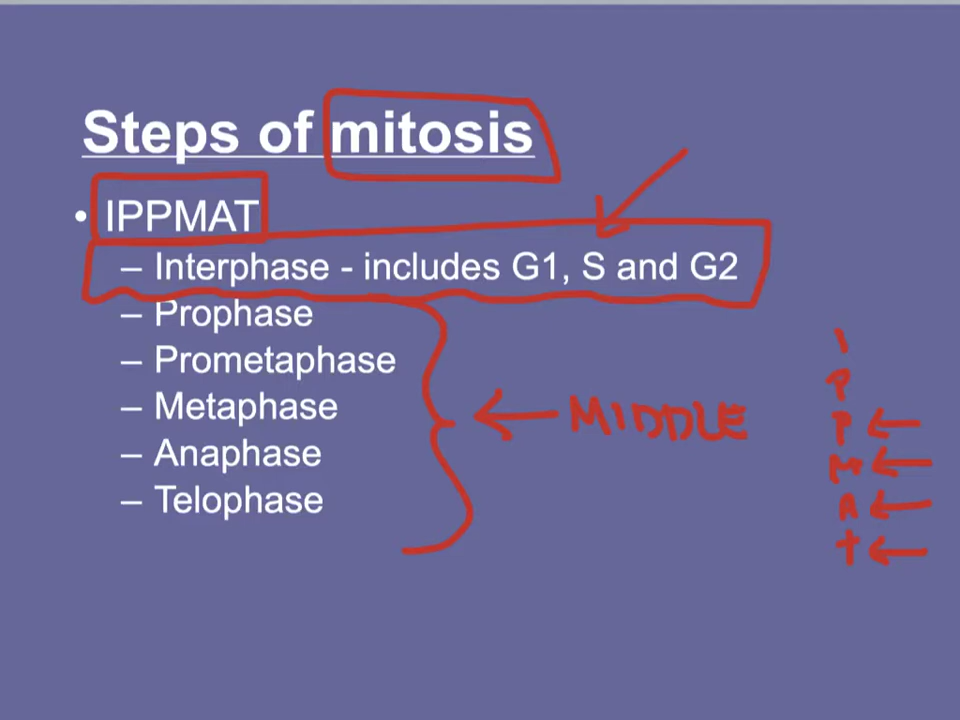 Steps of mitosis
• IPPMAT
– Interphase - includes G1, S and G2
– Prophase
– Prometaphase
– Metaphase
– Anaphase
– Telophase
MIDDLE
I
P
P
M
A
T